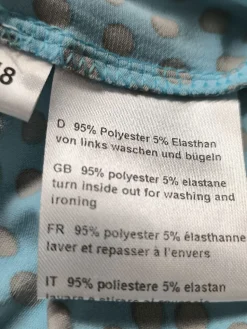 8
D 95% Polyester 5% Elasthan
von links waschen und bügeln
GB 95% polyester 5% elastane
turn inside out for washing and
ironing
FR 95% polyester 5% élasthanne
laver et repasser à l'envers
IT 95% poliestere 5% elastan